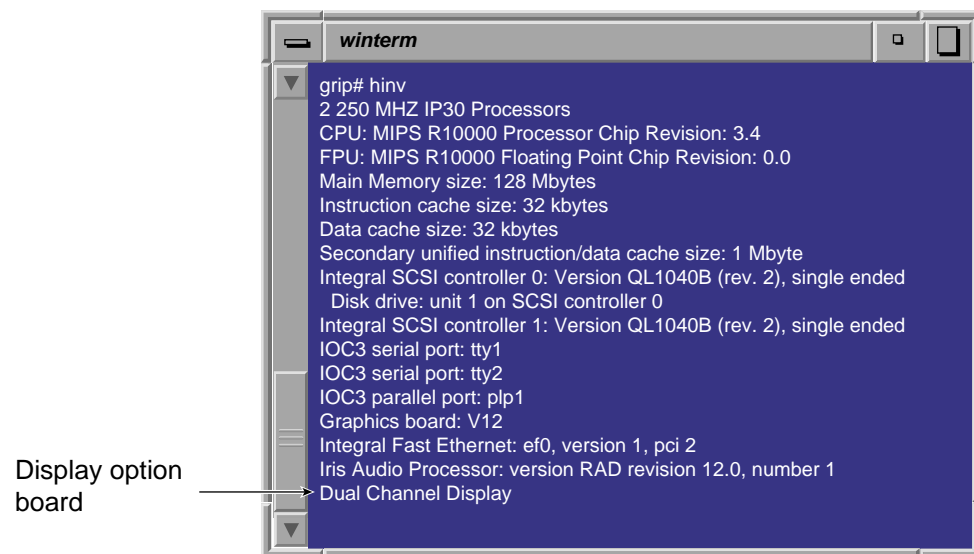 winterm
grip# hinv
2 250 MHZ IP30 Processors
CPU: MIPS R10000 Processor Chip Revision: 3.4
FPU: MIPS R10000 Floating Point Chip Revision: 0.0
Main Memory size: 128 Mbytes
Instruction cache size: 32 kbytes
Data cache size: 32 kbytes
Secondary unified instruction/data cache size: 1 Mbyte
Integral SCSI controller 0: Version QL1040B (rev. 2), single ended
Disk drive: unit 1 on SCSI controller 0
Integral SCSI controller 1: Version QL1040B (rev. 2), single ended
IOC3 serial port: tty1
IOC3 serial port: tty2
IOC3 parallel port: plp1
Graphics board: V12
Integral Fast Ethernet: ef0, version 1, pci 2
Iris Audio Processor: version RAD revision 12.0, number 1
Dual Channel Display
Display option
board